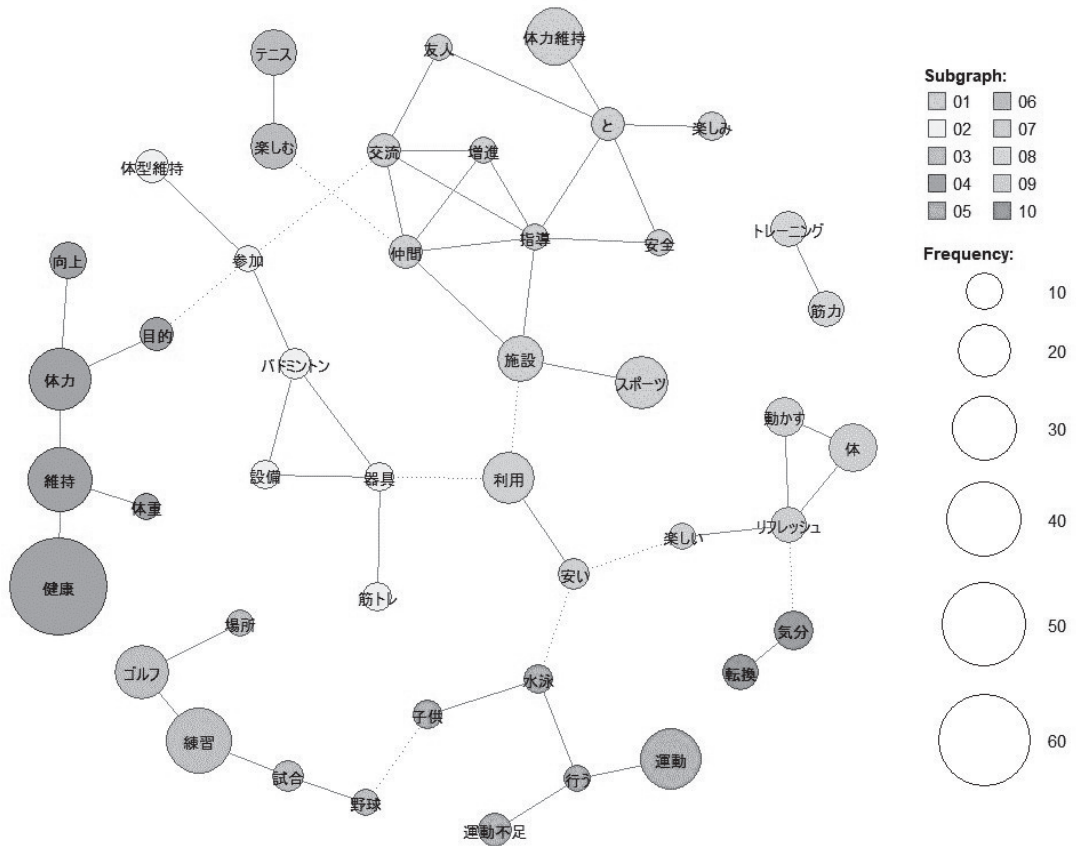 テニス
友人
体力維持
楽しむ
交流
増進
と
楽しみ
体型維持
参加
仲間
指導
安全
トレーニング
筋力
向上
目的
体力
バドミントン
施設
スポーツ
動かす
体
維持
体重
設備
器具
利用
楽しい
リフレッシュ
健康
筋トレ
安い
場所
気分
転換
ゴルフ
水泳
子供
練習
試合
野球
行う
運動
運動不足
Subgraph:
01 06
02 07
03 08
04 09
05 10
Frequency:
10
20
30
40
50
60